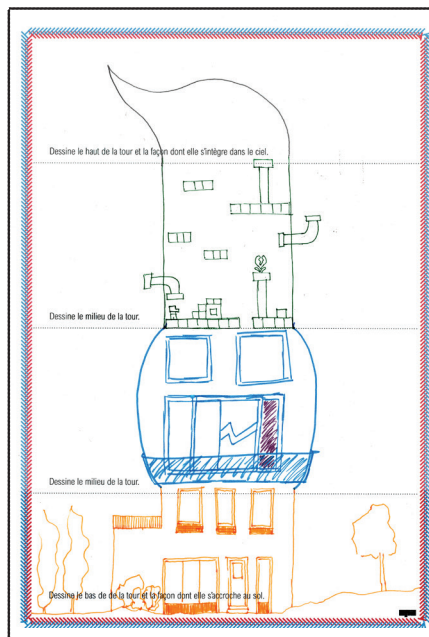 Dessine le haut de la tour et la façon dont elle s'intégre dans le ciel.
Dessine le milieu de la tour.
Dessine le milieu de la tour.
Dessine le bas de de la tour et la façon dont elle s'accroche au sol.